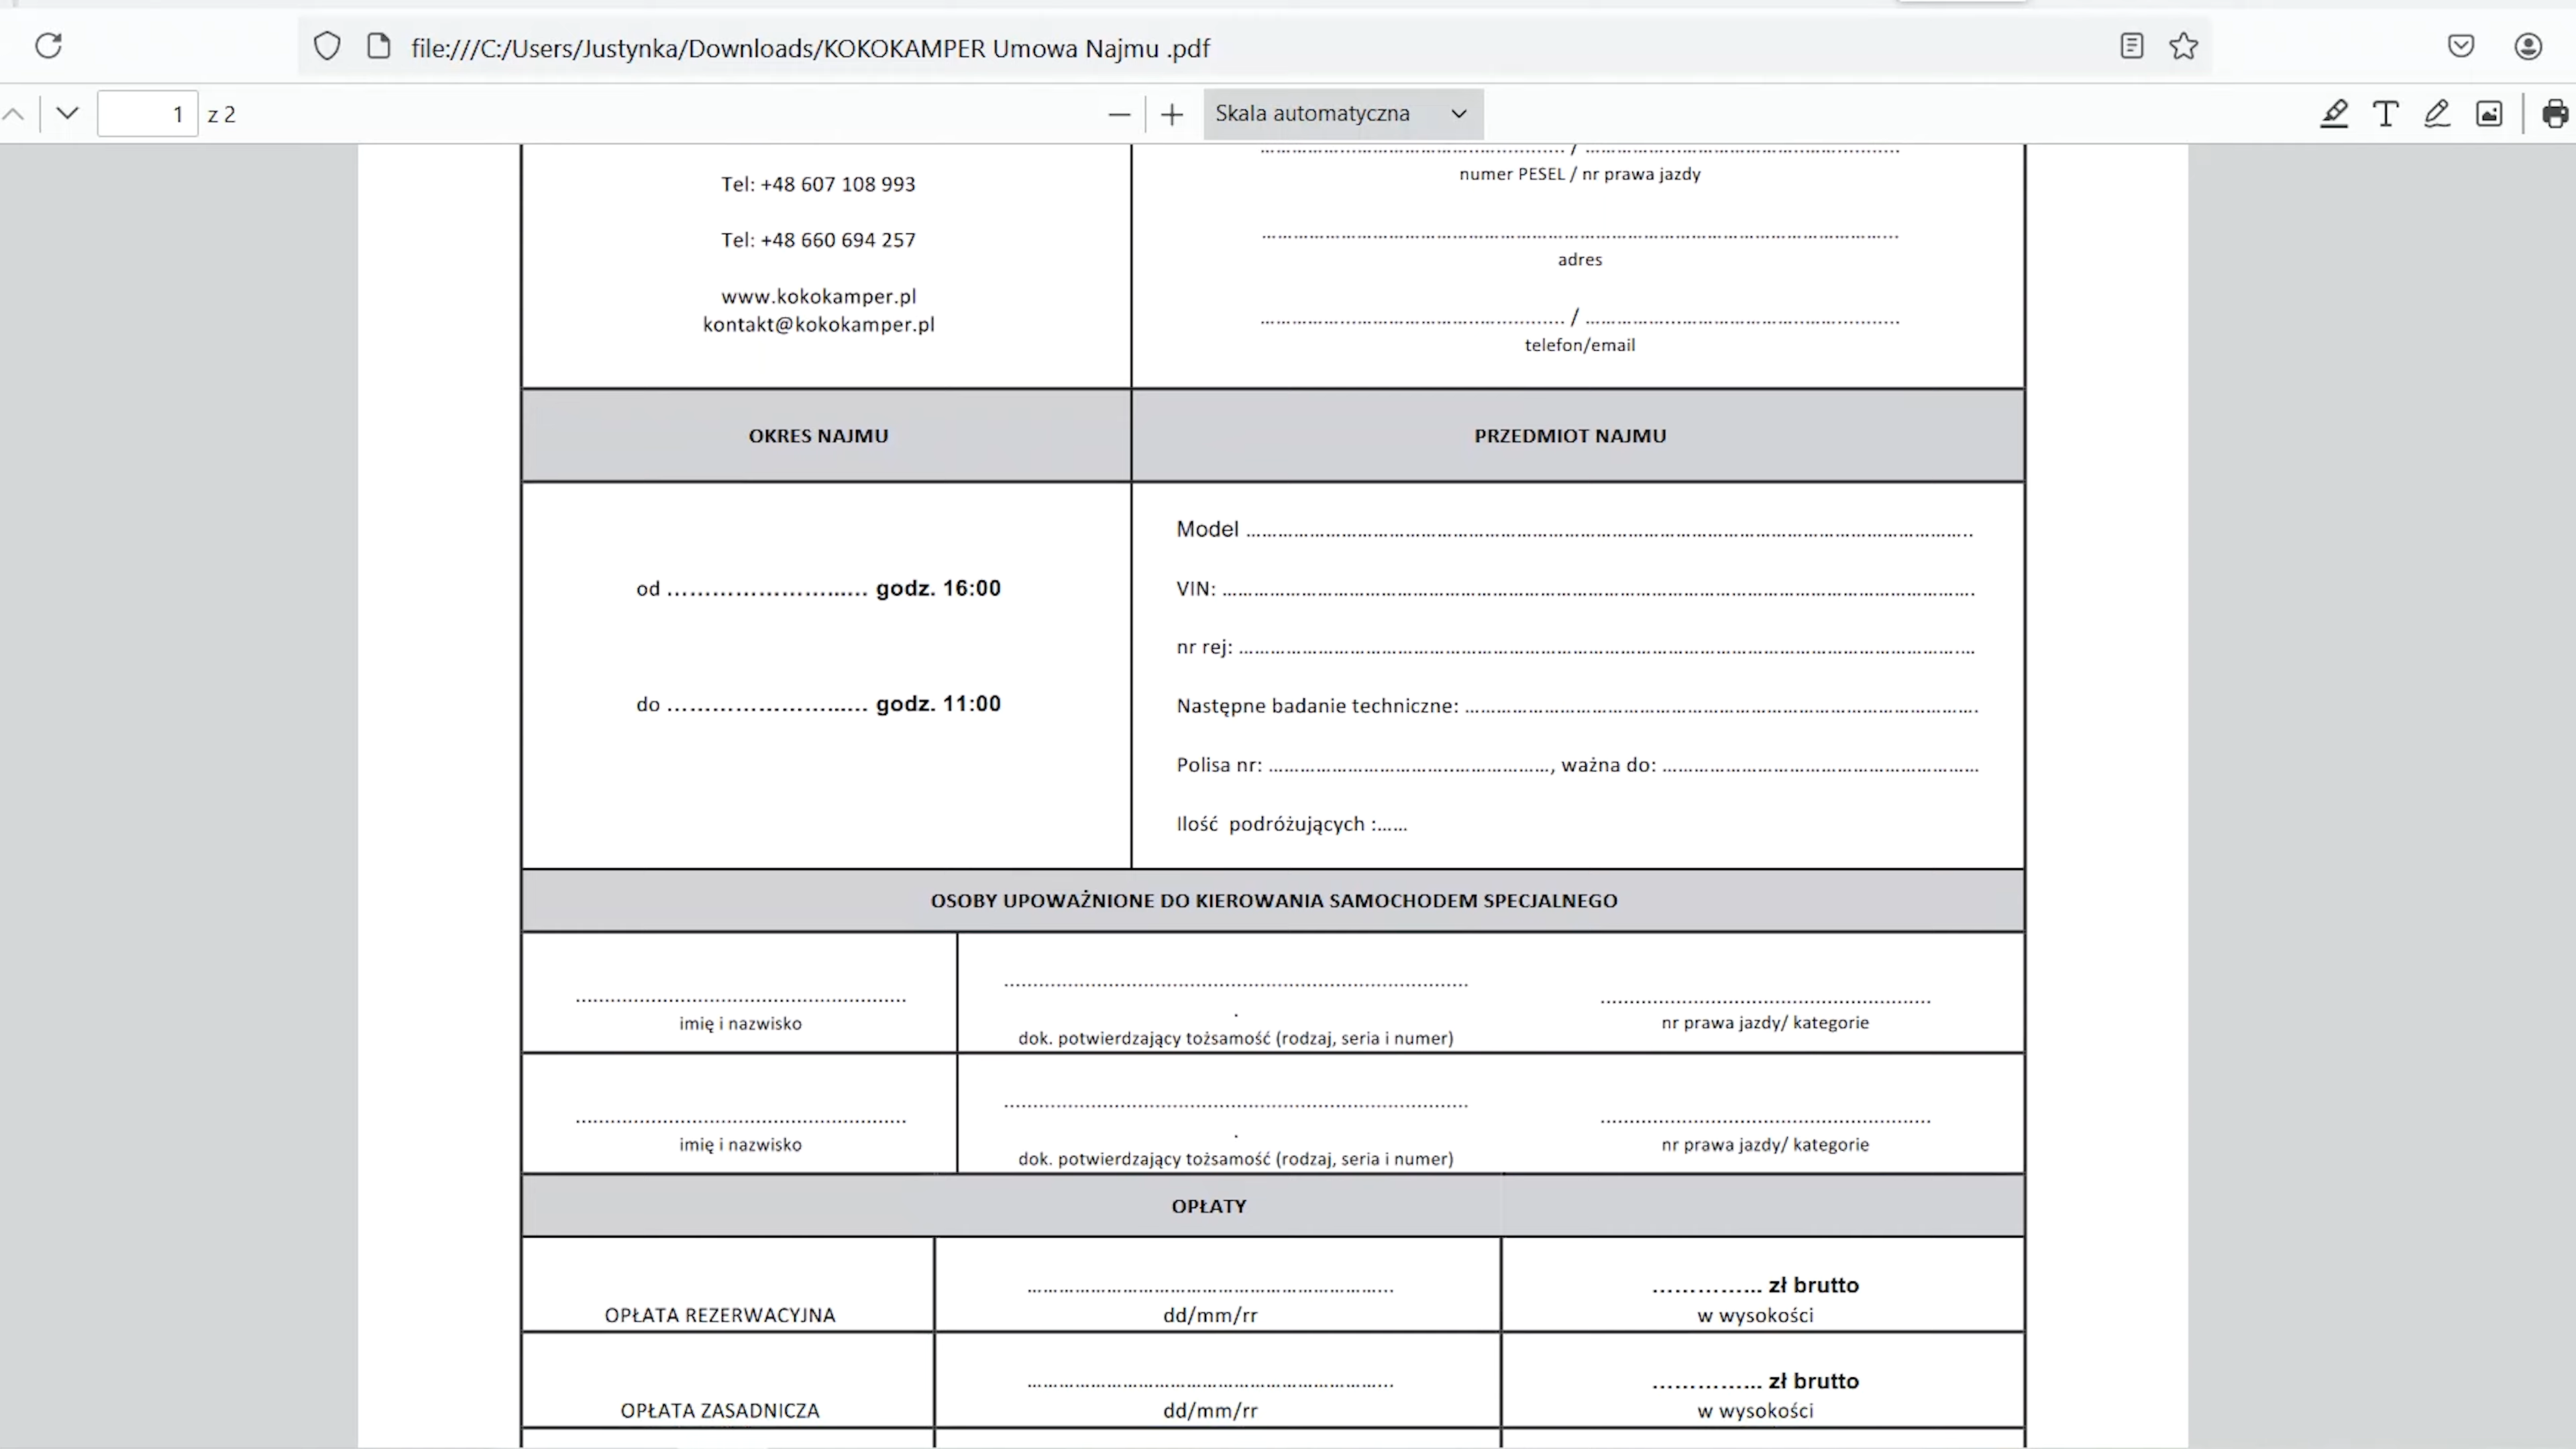 file:///C:/Users/Justynka/Downloads/KOKOKAMPER Umowa Najmu .pdf
1 z 2
Skala automatyczna
Tel: +48 607 108 993
Tel: +48 660 694 257
www.kokokamper.pl
kontakt@kokokamper.pl
…………………………………………… / ……………………………………………
numer PESEL / nr prawa jazdy
……………………………………………………………………………………………
adres
…………………………………………… / ……………………………………………
telefon/email
OKRES NAJMU
PRZEDMIOT NAJMU
od ………………………… godz. 16:00
do ………………………… godz. 11:00
Model ……………………………………………………………………………………
VIN: ……………………………………………………………………………………
nr rej: ……………………………………………………………………………………
Następne badanie techniczne: ……………………………………………………………
Polisa nr: ……………………………………, ważna do: ……………………………………
Ilość podróżujących :……
OSOBY UPOWAŻNIONE DO KIEROWANIA SAMOCHODEM SPECJALNEGO
……………………………………… ……………………………………………………… ………………………………………
.
imię i nazwisko dok. potwierdzający tożsamość (rodzaj, seria i numer) nr prawa jazdy/ kategorie
……………………………………… ……………………………………………………… ………………………………………
.
imię i nazwisko dok. potwierdzający tożsamość (rodzaj, seria i numer) nr prawa jazdy/ kategorie
OPŁATY
……………………………………………… …………... zł brutto
OPŁATA REZERWACYJNA dd/mm/rr w wysokości
……………………………………………… …………... zł brutto
OPŁATA ZASADNICZA dd/mm/rr w wysokości